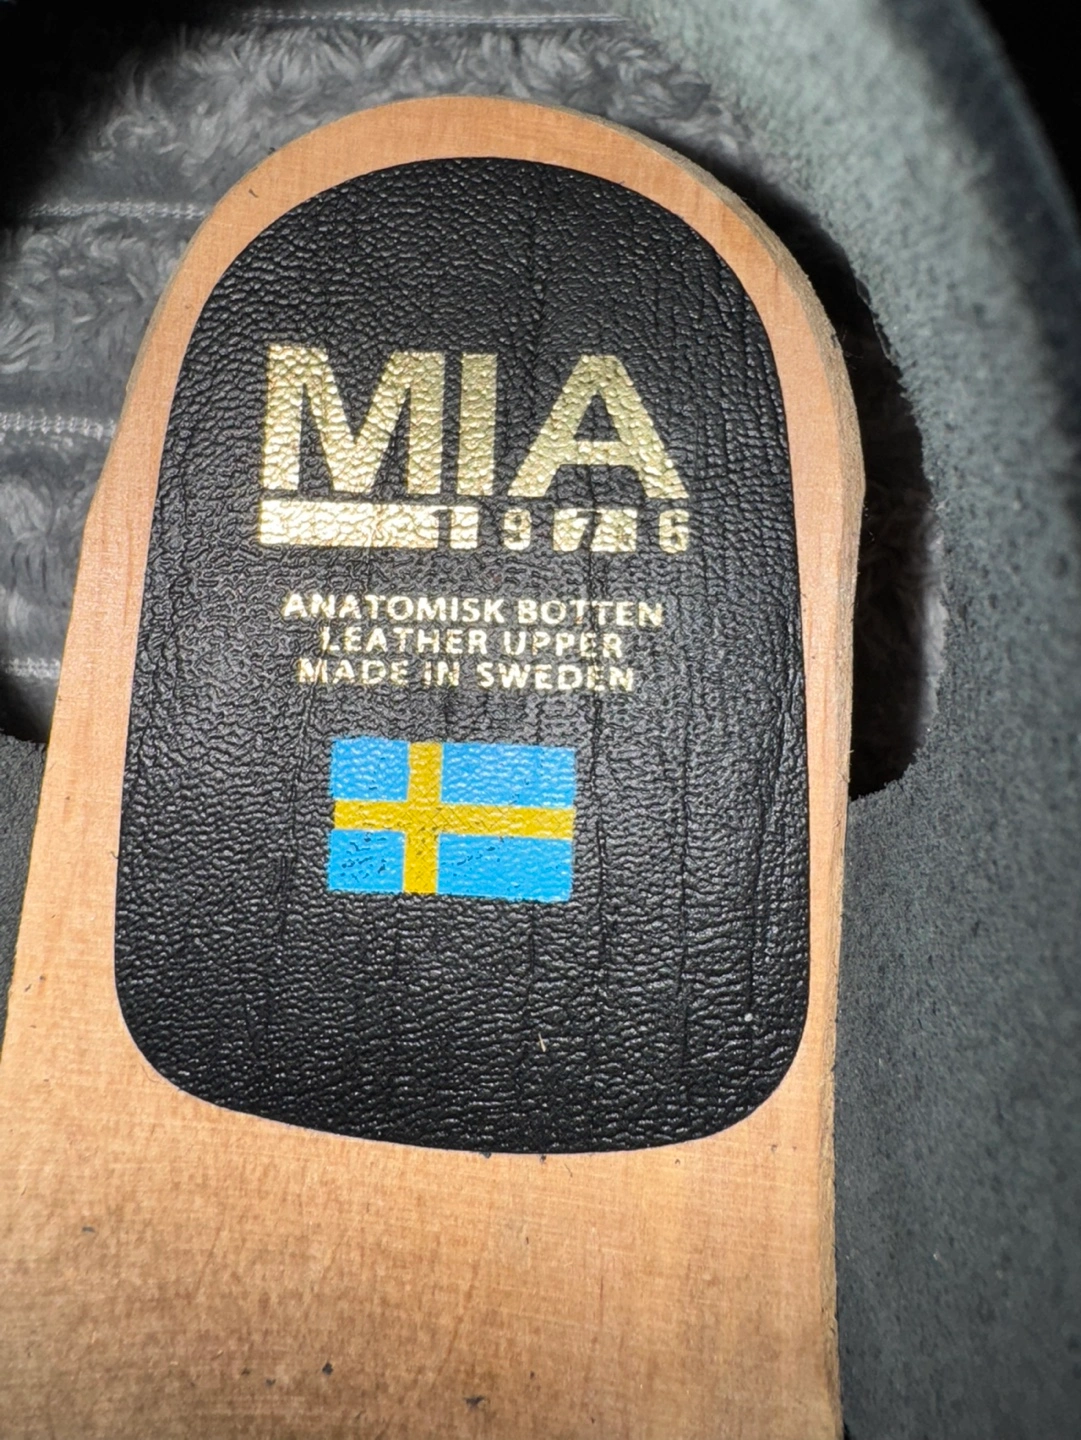 MIA
1976
ANATOMISK BOTTEN
LEATHER UPPER
MADE IN SWEDEN